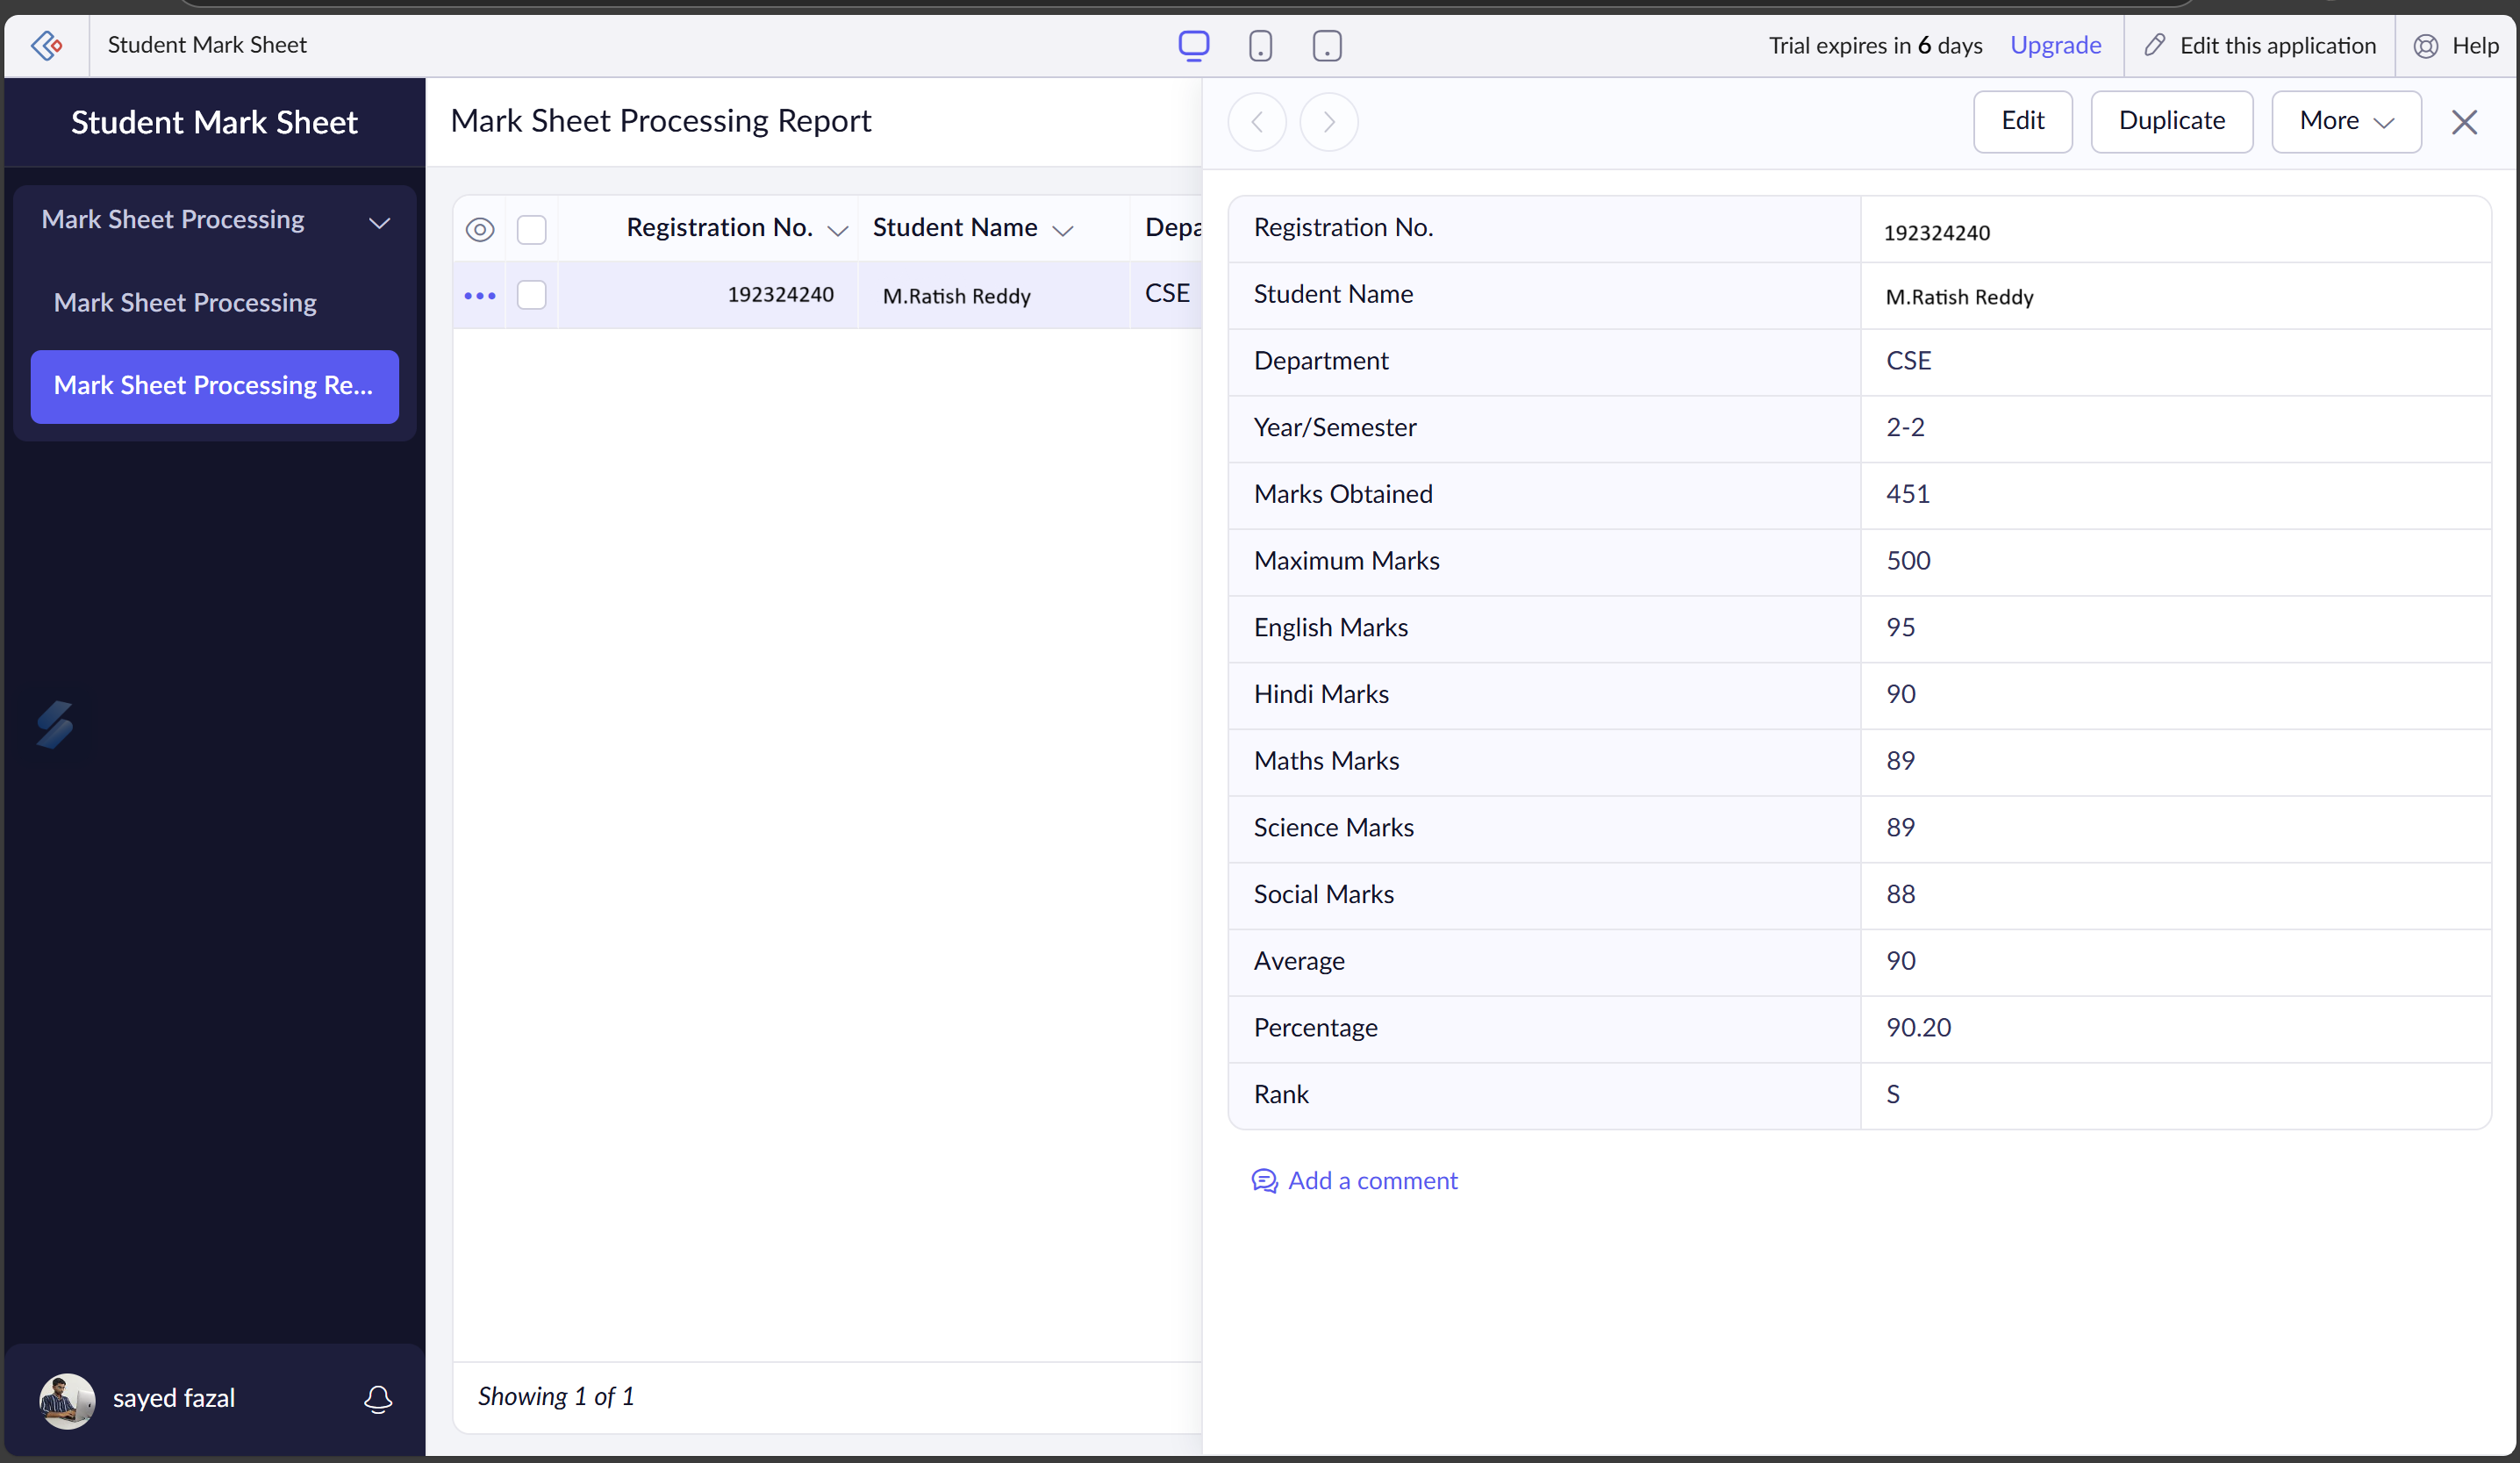 Student Mark Sheet
Trial expires in 6 days Upgrade Edit this application Help
Student Mark Sheet
Mark Sheet Processing
Mark Sheet Processing
Mark Sheet Processing Re...
sayed fazal
Mark Sheet Processing Report
Registration No. Student Name Depa
192324240 M.Ratish Reddy CSE
Showing 1 of 1
Edit Duplicate More
Registration No. 192324240
Student Name M.Ratish Reddy
Department CSE
Year/Semester 2-2
Marks Obtained 451
Maximum Marks 500
English Marks 95
Hindi Marks 90
Maths Marks 89
Science Marks 89
Social Marks 88
Average 90
Percentage 90.20
Rank S
Add a comment